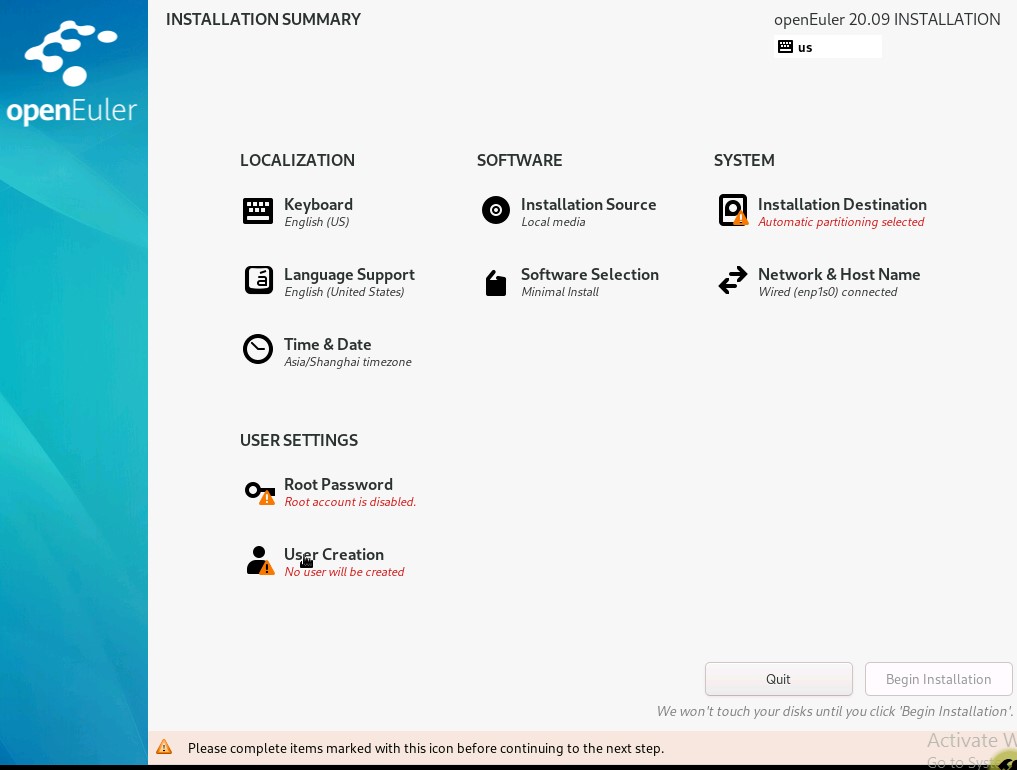 INSTALLATION SUMMARY
openEuler 20.09 INSTALLATION
us
openEuler
LOCALIZATION
Keyboard
English (US)
Language Support
English (United States)
Time & Date
Asia/Shanghai timezone
SOFTWARE
Installation Source
Local media
Software Selection
Minimal Install
SYSTEM
Installation Destination
Automatic partitioning selected
Network & Host Name
Wired (enp1s0) connected
USER SETTINGS
Root Password
Root account is disabled.
User Creation
No user will be created
Quit
Begin Installation
We won't touch your disks until you click 'Begin Installation'.
Please complete items marked with this icon before continuing to the next step.
Activate W
Go to Sys